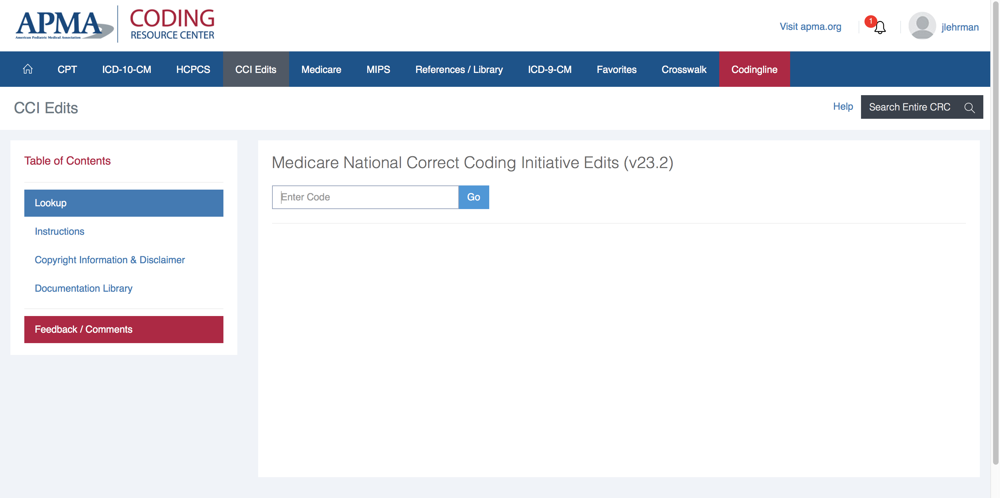 APMA
American Podiatric Medical Association
CODING
RESOURCE CENTER
Visit apma.org
1
jlehrman
CPT ICD-10-CM HCPCS CCI Edits Medicare MIPS References / Library ICD-9-CM Favorites Crosswalk Codingline
CCI Edits
Help
Search Entire CRC
Table of Contents
Lookup
Instructions
Copyright Information & Disclaimer
Documentation Library
Feedback / Comments
Medicare National Correct Coding Initiative Edits (v23.2)
Enter Code
Go